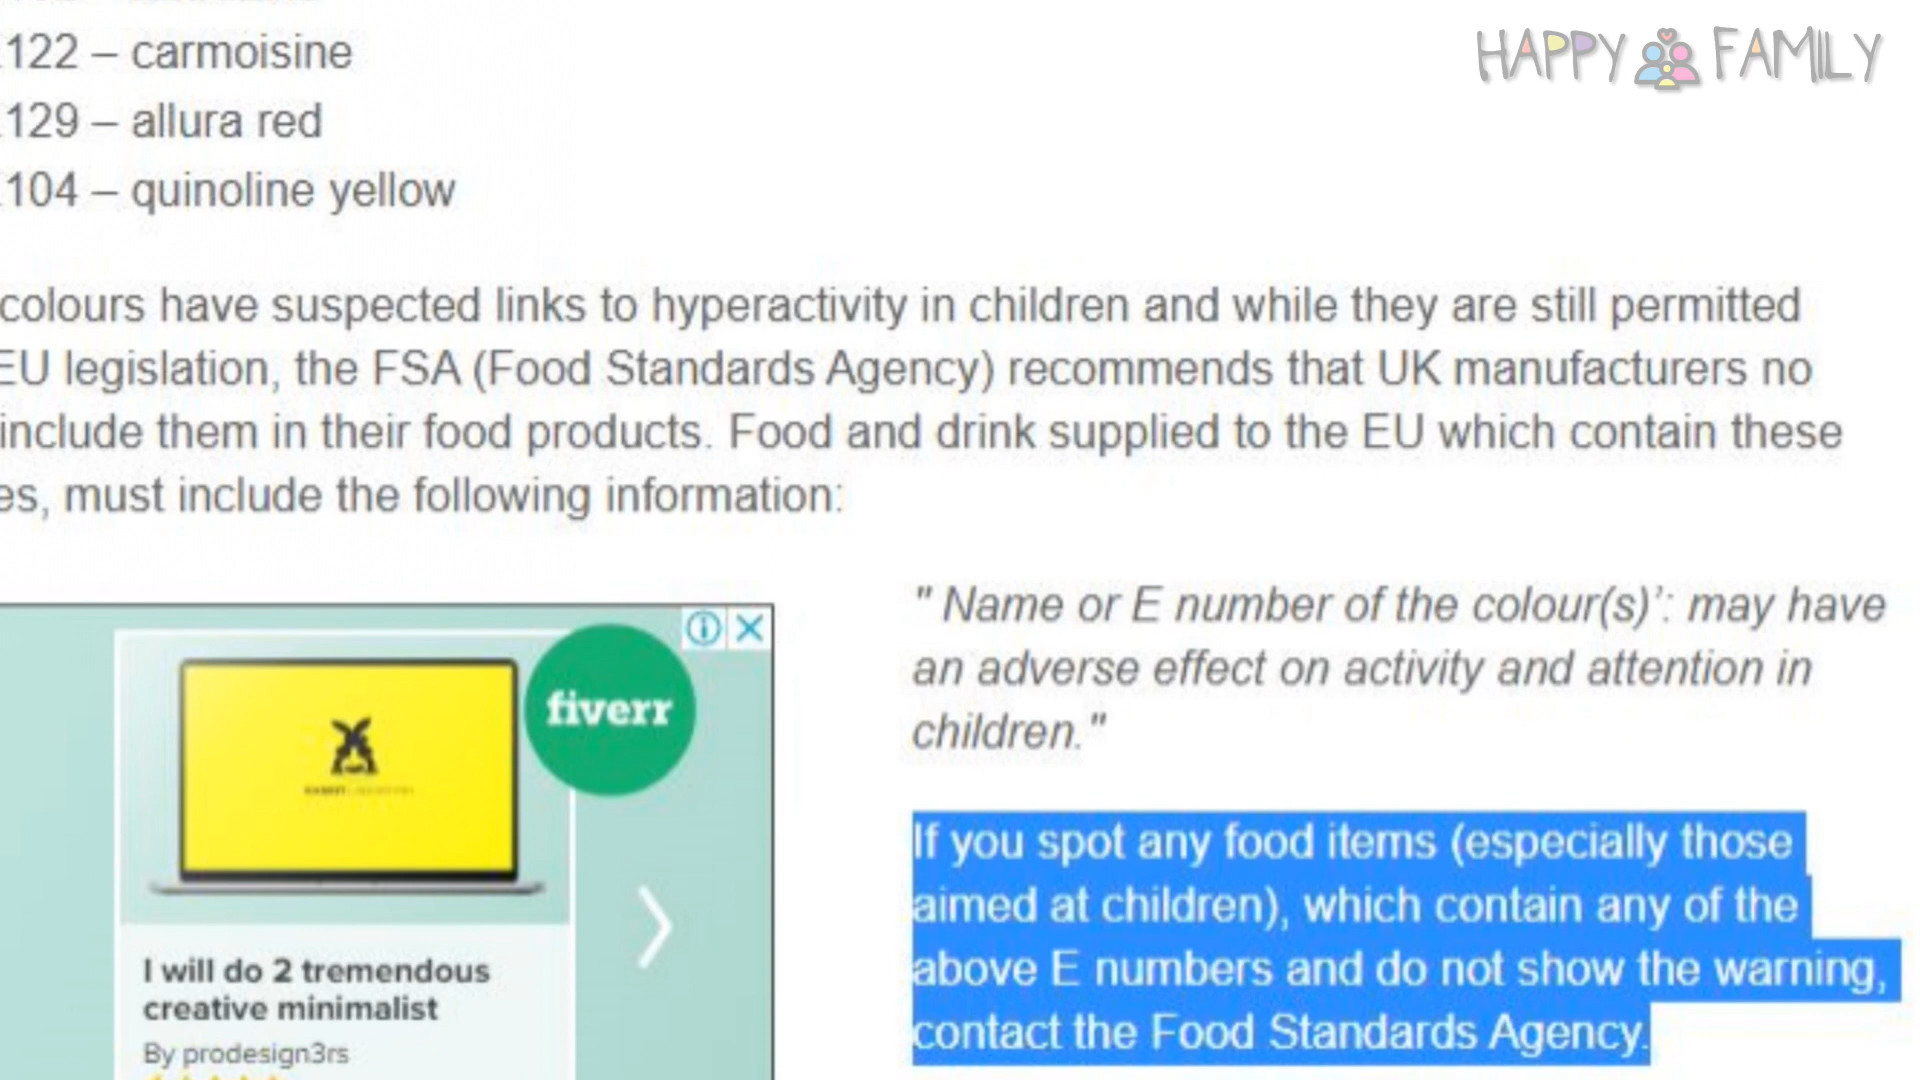 122 – carmoisine
HAPPY FAMILY
129 – allura red
104 – quinoline yellow
colours have suspected links to hyperactivity in children and while they are still permitted
EU legislation, the FSA (Food Standards Agency) recommends that UK manufacturers no
include them in their food products. Food and drink supplied to the EU which contain these
es, must include the following information:
" Name or E number of the colour(s)’: may have
an adverse effect on activity and attention in
children."
fiverr
If you spot any food items (especially those
aimed at children), which contain any of the
above E numbers and do not show the warning,
contact the Food Standards Agency.
I will do 2 tremendous
creative minimalist
By prodesign3rs